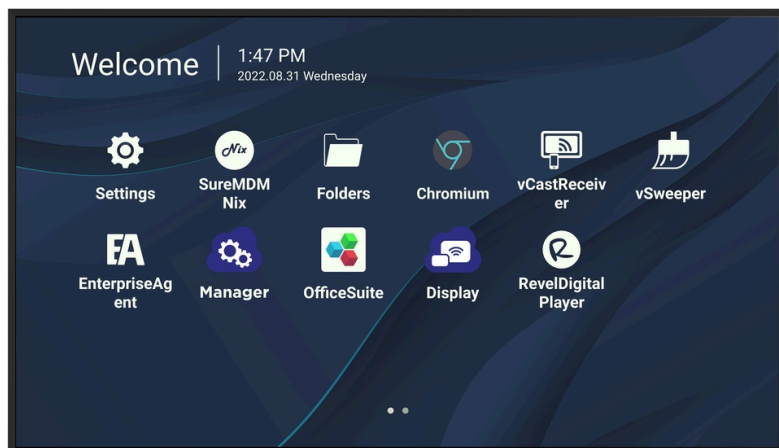 Welcome
1:47 PM
2022.08.31 Wednesday
Nix
Settings
SureMDM
Nix
Folders
Chromium
vCastReceiv
er
vSweeper
EA
R
EnterpriseAg
ent
Manager
OfficeSuite
Display
RevelDigital
Player